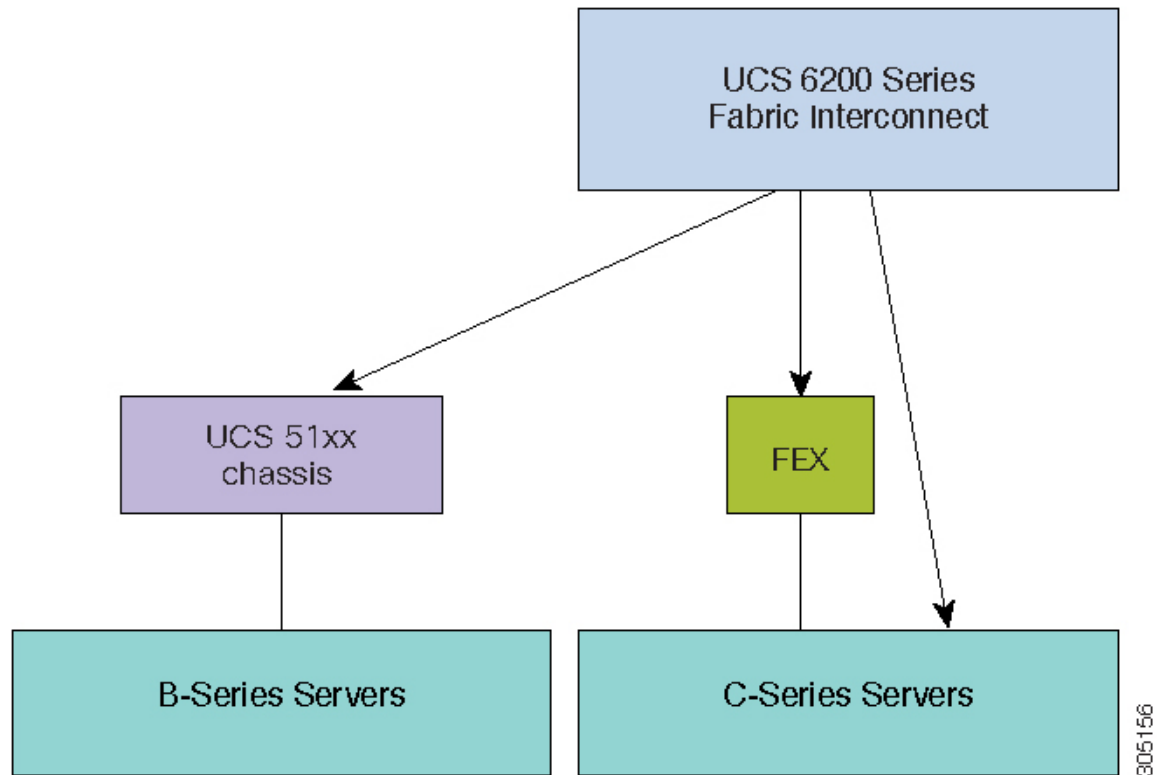 UCS 6200 Series
Fabric Interconnect
UCS 51xx
chassis
FEX
B-Series Servers
C-Series Servers
305156